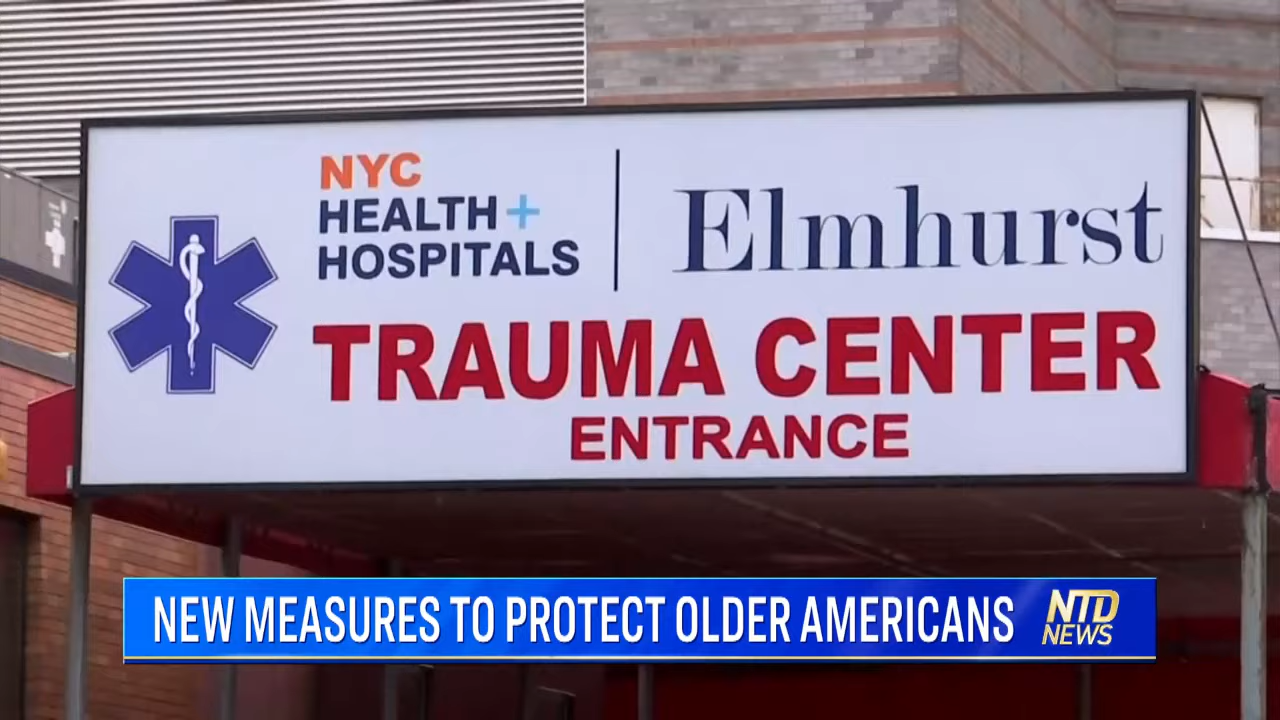 NYC
HEALTH+
HOSPITALS
Elmhurst
TRAUMA CENTER
ENTRANCE
NEW MEASURES TO PROTECT OLDER AMERICANS
NTD
NEWS